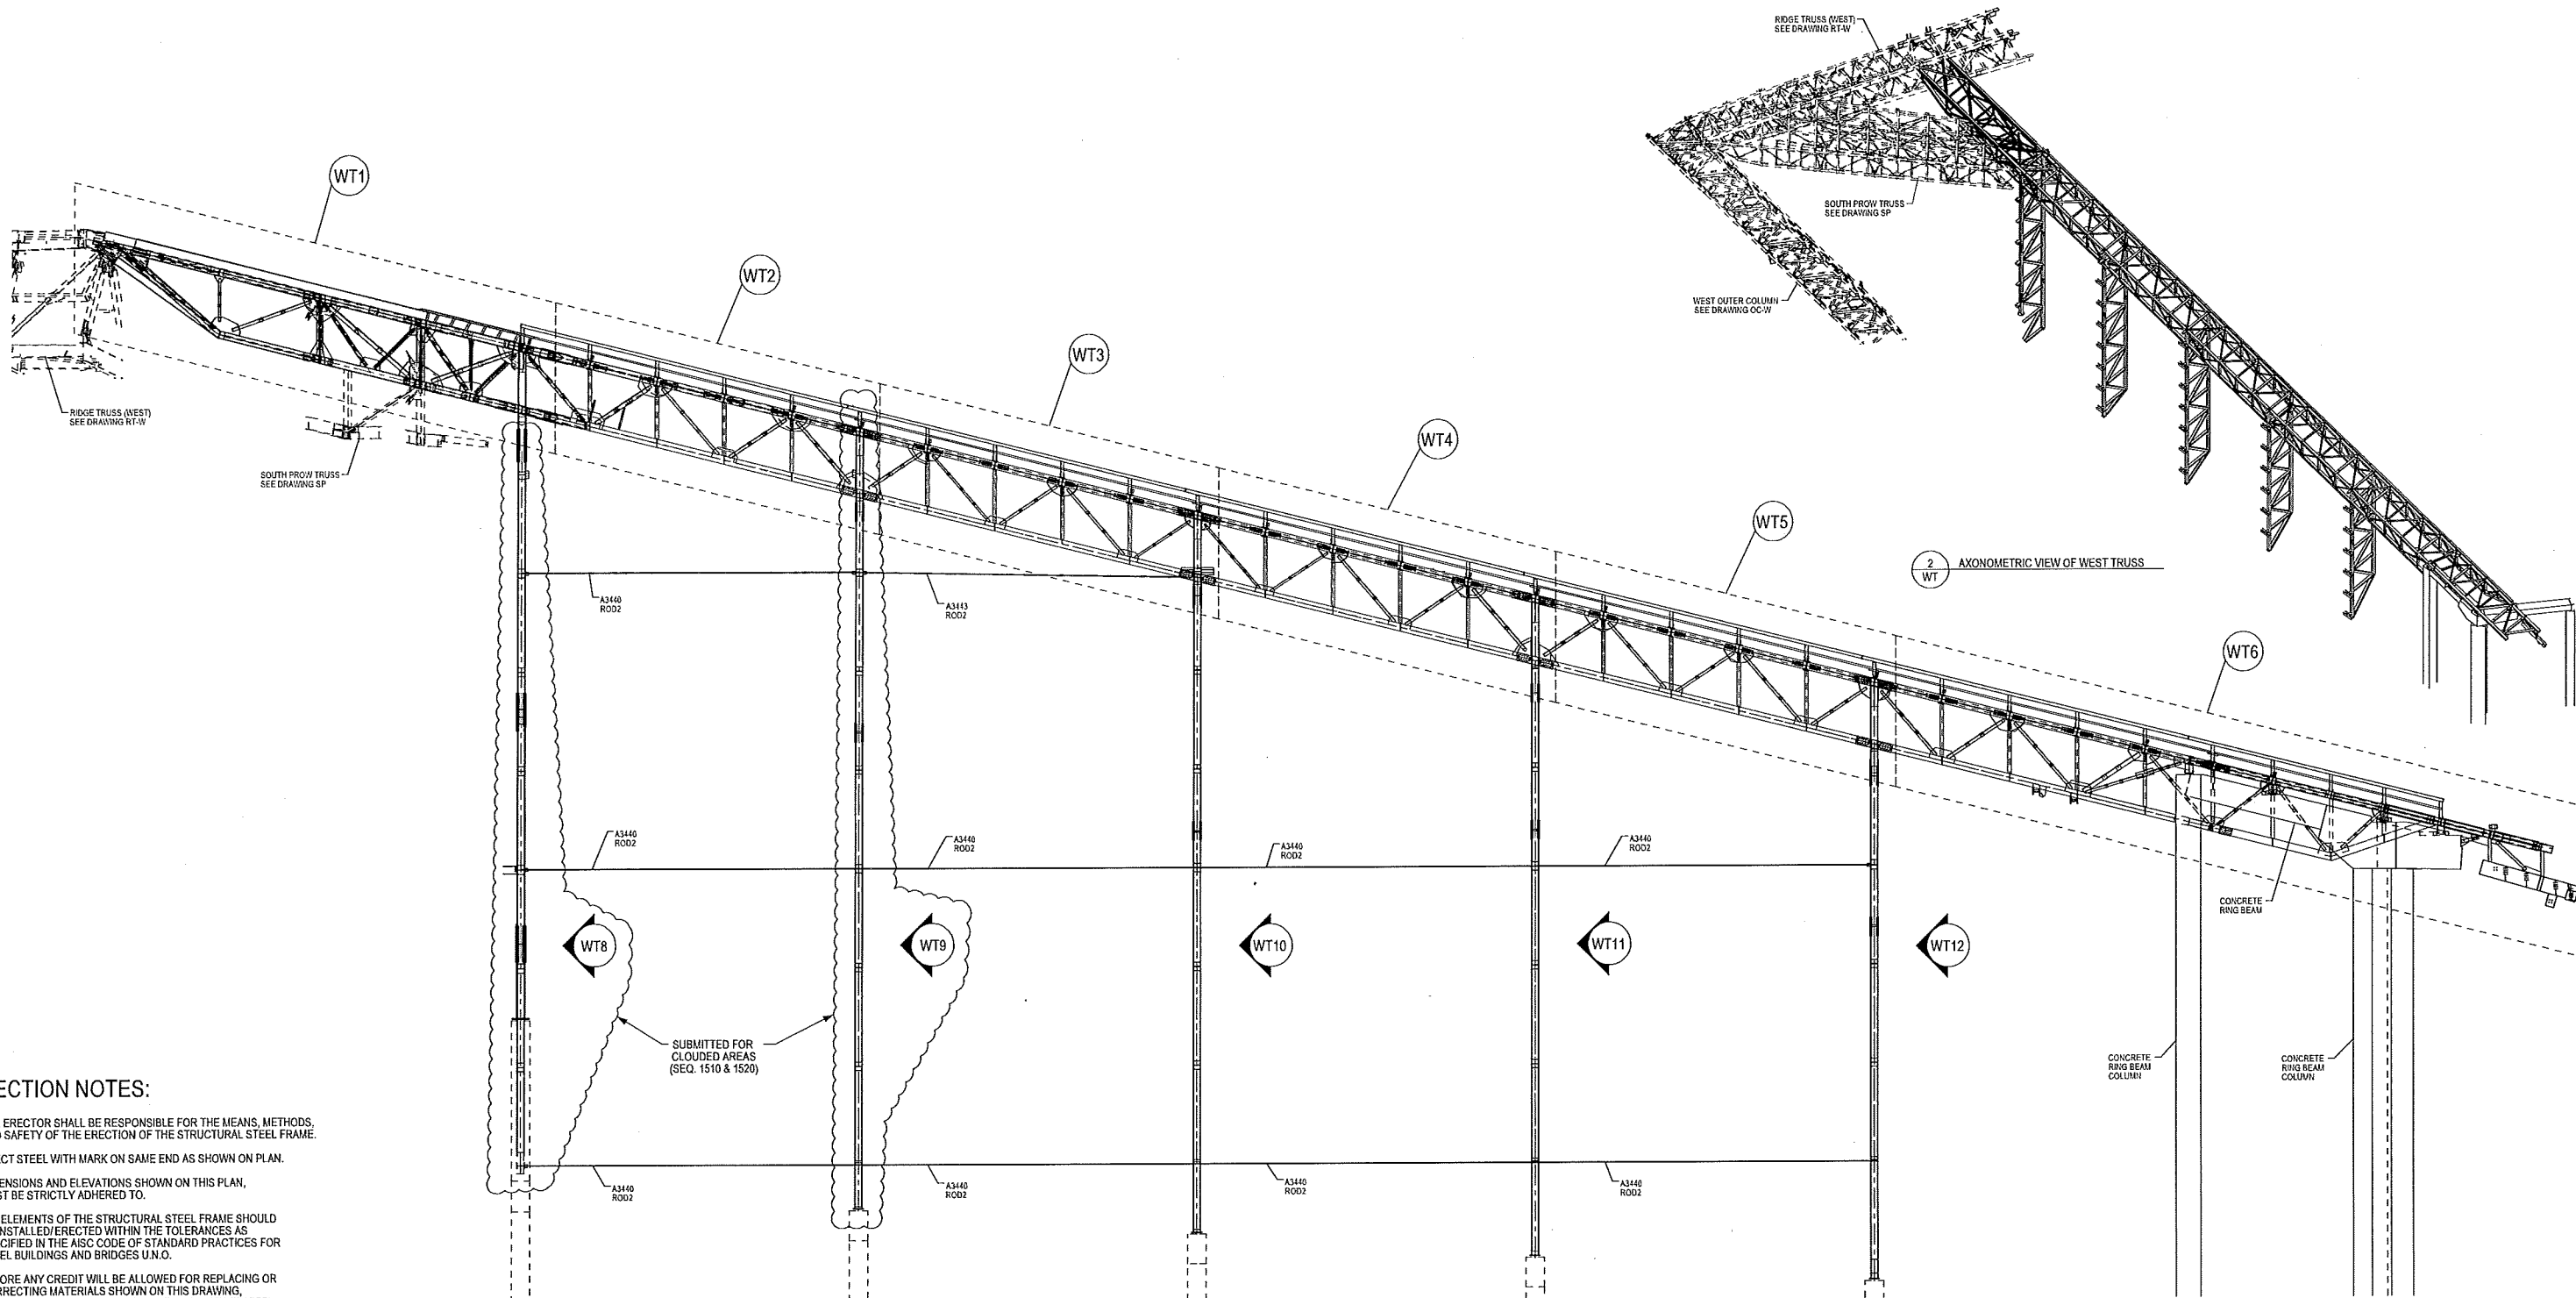 RIDGE TRUSS (WEST)
SEE DRAWING RT-W
SOUTH PROW TRUSS
SEE DRAWING SP
WEST OUTER COLUMN
SEE DRAWING OC-W
2
WT
AXONOMETRIC VIEW OF WEST TRUSS
WT1
WT2
WT3
WT4
WT5
WT6
RIDGE TRUSS (WEST)
SEE DRAWING RT-W
SOUTH PROW TRUSS
SEE DRAWING SP
A3440
ROD2
A3443
ROD2
A3440
ROD2
A3440
ROD2
A3440
ROD2
A3440
ROD2
WT8
WT9
WT10
WT11
WT12
CONCRETE
RING BEAM
SUBMITTED FOR
CLOUDED AREAS
(SEQ. 1510 & 1520)
CONCRETE
RING BEAM
COLUMN
CONCRETE
RING BEAM
COLUMN
A3440
ROD2
A3440
ROD2
A3440
ROD2
A3440
ROD2
ECTION NOTES:
ERECTOR SHALL BE RESPONSIBLE FOR THE MEANS, METHODS,
SAFETY OF THE ERECTION OF THE STRUCTURAL STEEL FRAME.
CT STEEL WITH MARK ON SAME END AS SHOWN ON PLAN.
ENSIONS AND ELEVATIONS SHOWN ON THIS PLAN,
ST BE STRICTLY ADHERED TO.
ELEMENTS OF THE STRUCTURAL STEEL FRAME SHOULD
INSTALLED/ERECTED WITHIN THE TOLERANCES AS
CIFIED IN THE AISC CODE OF STANDARD PRACTICES FOR
EL BUILDINGS AND BRIDGES U.N.O.
ORE ANY CREDIT WILL BE ALLOWED FOR REPLACING OR
RRECTING MATERIALS SHOWN ON THIS DRAWING,